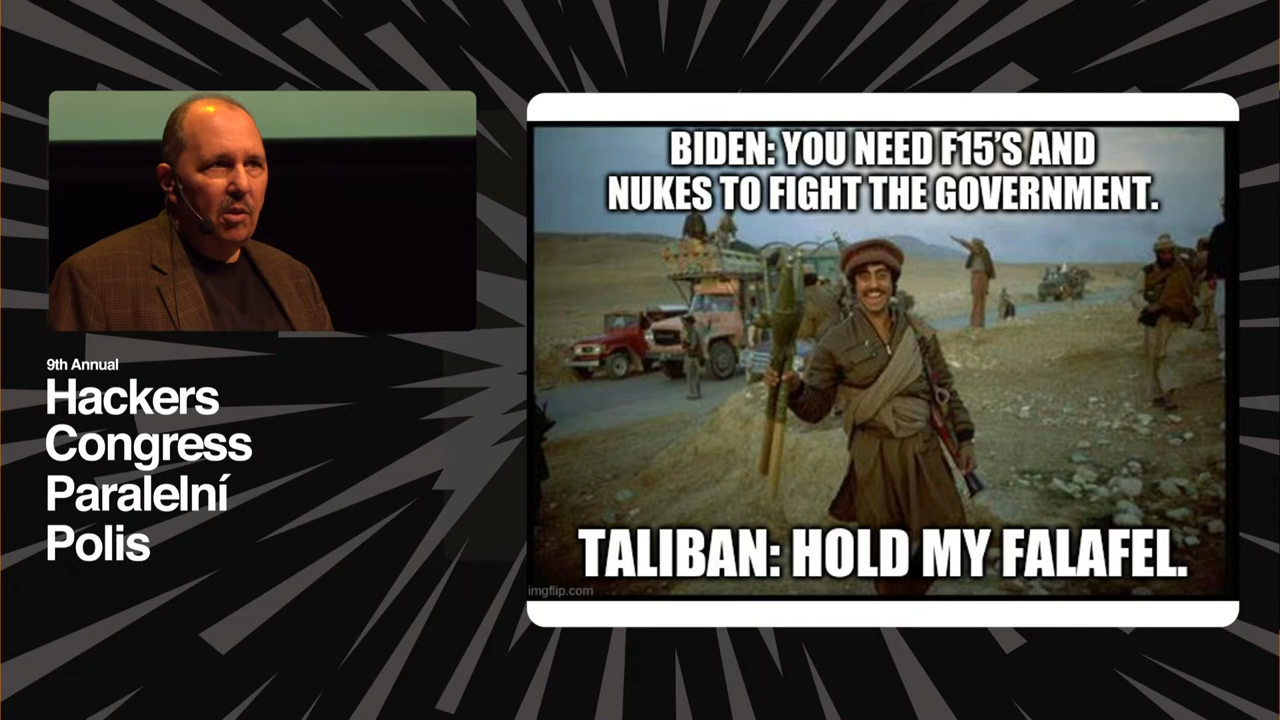 9th Annual
Hackers
Congress
Paralelní
Polis
BIDEN: YOU NEED F15'S AND
NUKES TO FIGHT THE GOVERNMENT.
TALIBAN: HOLD MY FALAFEL.
imgflip.com